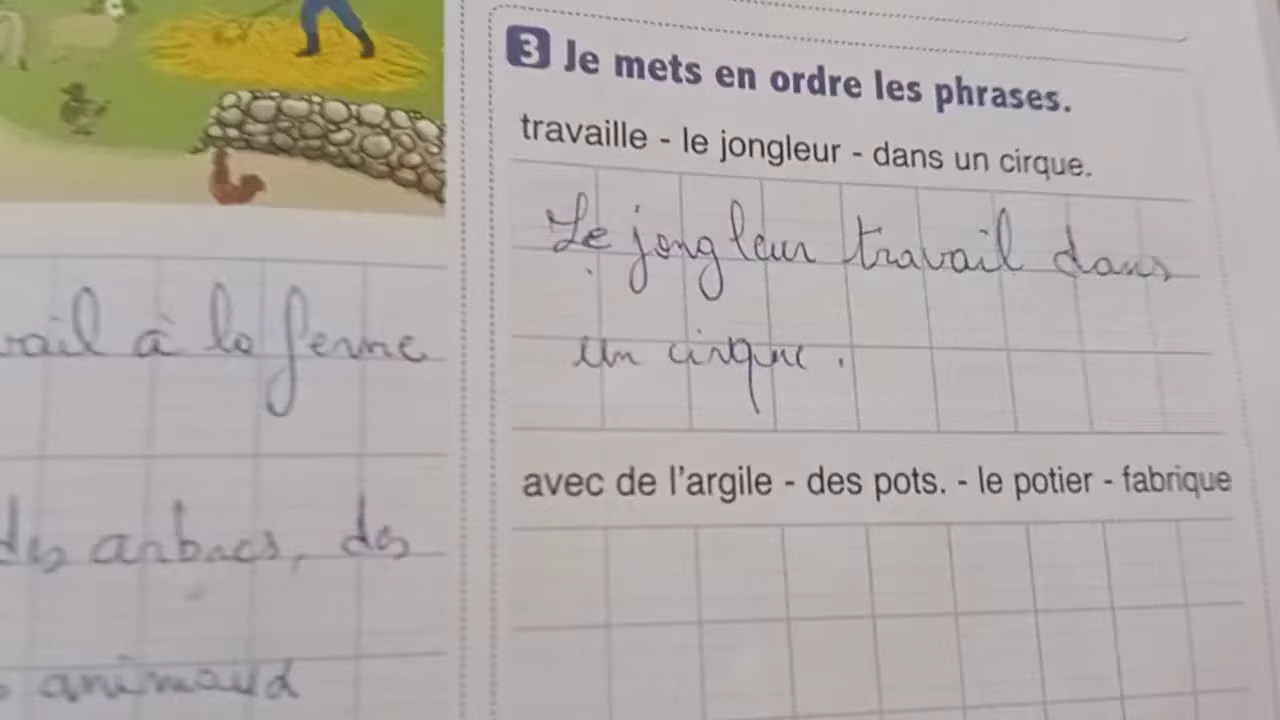 3 Je mets en ordre les phrases.
travaille - le jongleur - dans un cirque.
Le jongleur travail dans
un cirque.
avec de l'argile - des pots. - le potier - fabrique
ail à la ferme
des arbres, des
animaux